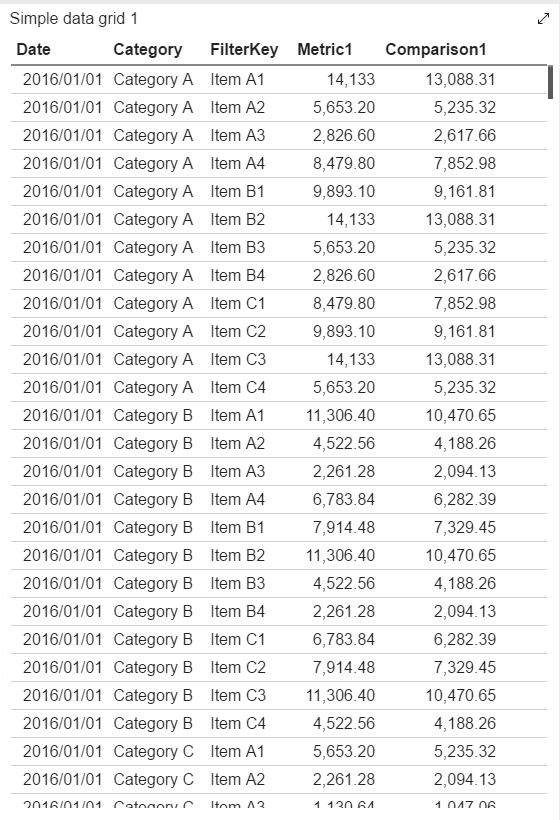 Simple data grid 1
Date Category FilterKey Metric1 Comparison1
2016/01/01 Category A Item A1 14,133 13,088.31
2016/01/01 Category A Item A2 5,653.20 5,235.32
2016/01/01 Category A Item A3 2,826.60 2,617.66
2016/01/01 Category A Item A4 8,479.80 7,852.98
2016/01/01 Category A Item B1 9,893.10 9,161.81
2016/01/01 Category A Item B2 14,133 13,088.31
2016/01/01 Category A Item B3 5,653.20 5,235.32
2016/01/01 Category A Item B4 2,826.60 2,617.66
2016/01/01 Category A Item C1 8,479.80 7,852.98
2016/01/01 Category A Item C2 9,893.10 9,161.81
2016/01/01 Category A Item C3 14,133 13,088.31
2016/01/01 Category A Item C4 5,653.20 5,235.32
2016/01/01 Category B Item A1 11,306.40 10,470.65
2016/01/01 Category B Item A2 4,522.56 4,188.26
2016/01/01 Category B Item A3 2,261.28 2,094.13
2016/01/01 Category B Item A4 6,783.84 6,282.39
2016/01/01 Category B Item B1 7,914.48 7,329.45
2016/01/01 Category B Item B2 11,306.40 10,470.65
2016/01/01 Category B Item B3 4,522.56 4,188.26
2016/01/01 Category B Item B4 2,261.28 2,094.13
2016/01/01 Category B Item C1 6,783.84 6,282.39
2016/01/01 Category B Item C2 7,914.48 7,329.45
2016/01/01 Category B Item C3 11,306.40 10,470.65
2016/01/01 Category B Item C4 4,522.56 4,188.26
2016/01/01 Category C Item A1 5,653.20 5,235.32
2016/01/01 Category C Item A2 2,261.28 2,094.13
2016/01/01 Category C Item A3 1,130.64 1,047.06